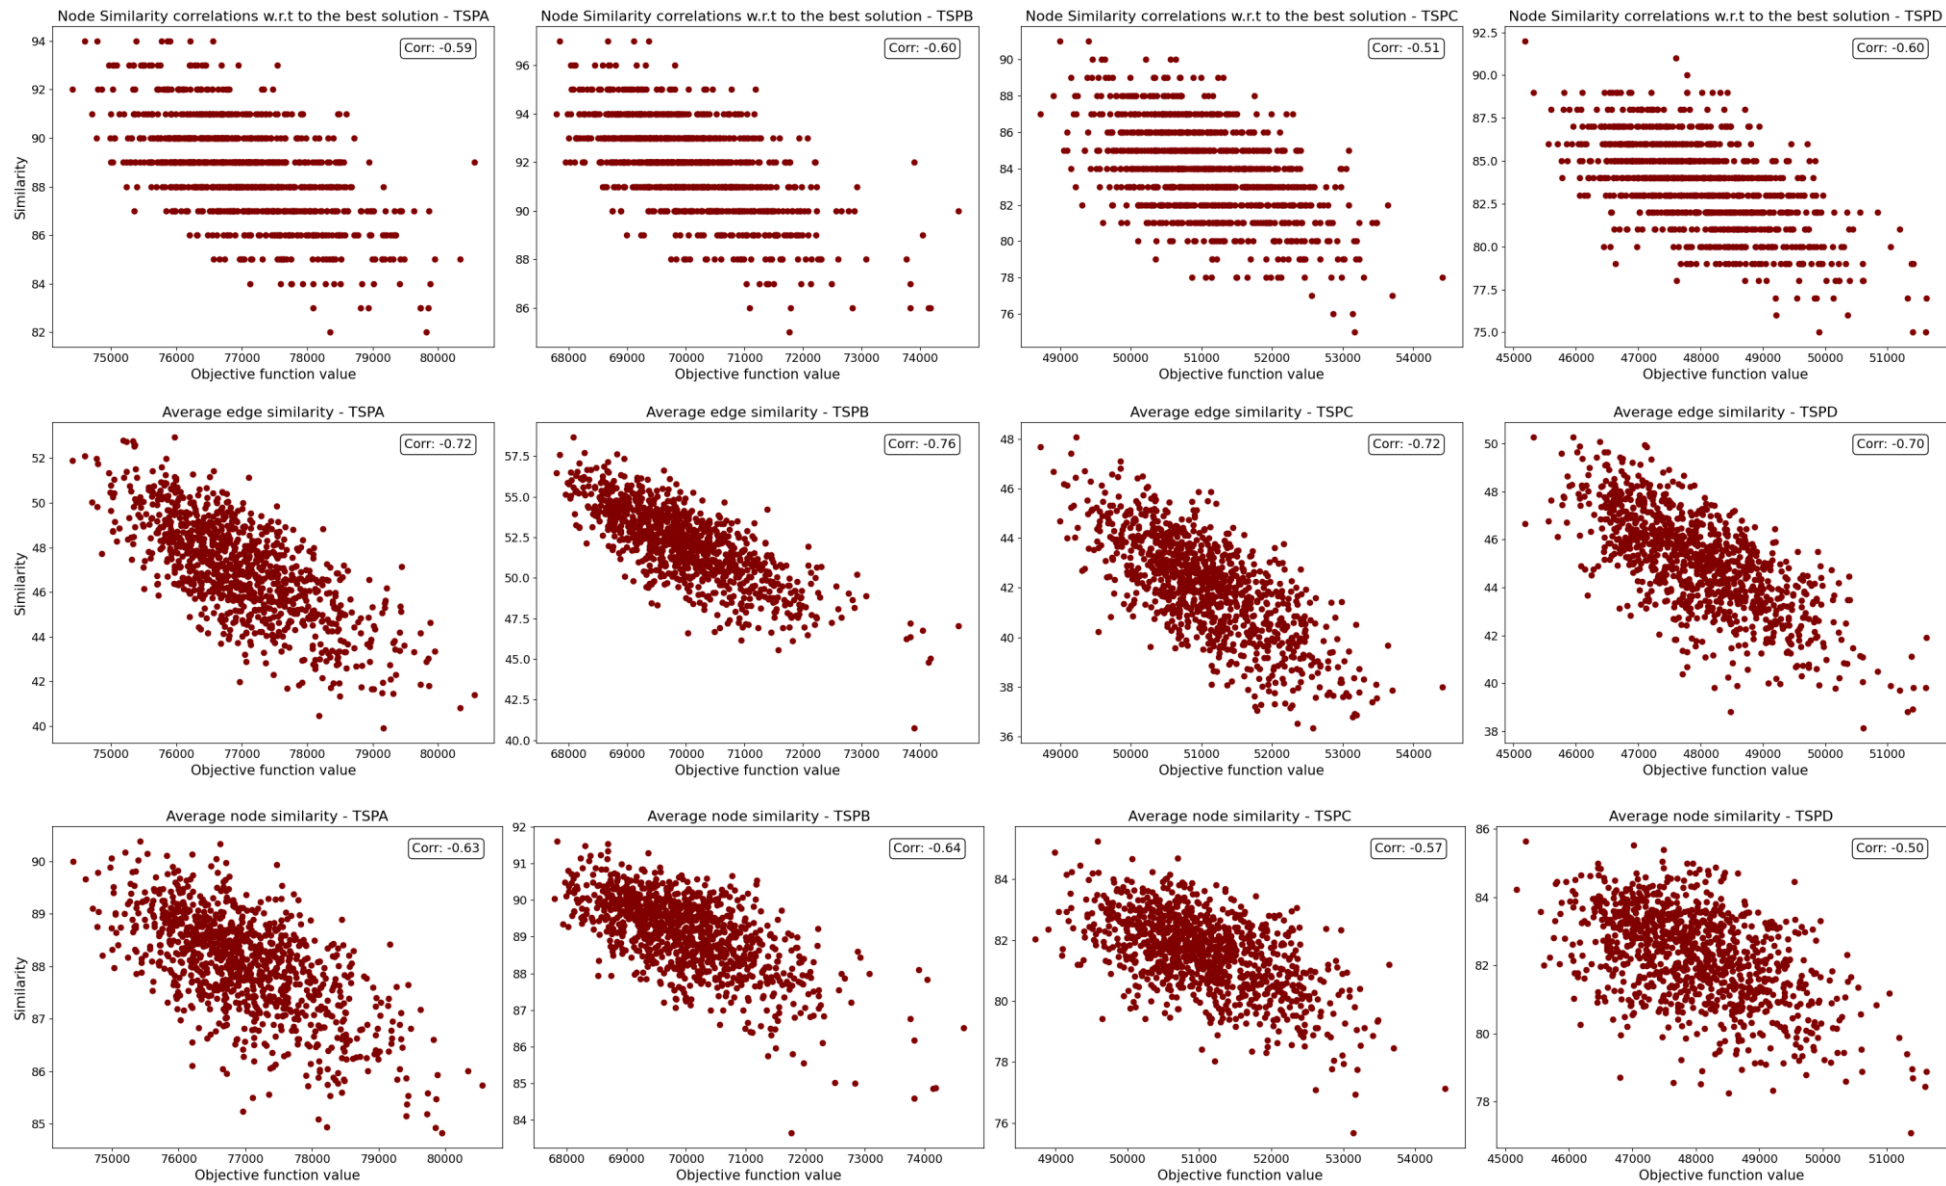 Node Similarity correlations w.r.t to the best solution - TSPA
Corr: -0.59
94
92
90
88
86
84
82
Similarity
75000 76000 77000 78000 79000 80000
Objective function value
Node Similarity correlations w.r.t to the best solution - TSPB
Corr: -0.60
96
94
92
90
88
86
68000 69000 70000 71000 72000 73000 74000
Objective function value
Node Similarity correlations w.r.t to the best solution - TSPC
Corr: -0.51
90
88
86
84
82
80
78
76
49000 50000 51000 52000 53000 54000
Objective function value
Node Similarity correlations w.r.t to the best solution - TSPD
Corr: -0.60
92.5
90.0
87.5
85.0
82.5
80.0
77.5
75.0
45000 46000 47000 48000 49000 50000 51000
Objective function value
Average edge similarity - TSPA
Corr: -0.72
52
50
48
46
44
42
40
Similarity
75000 76000 77000 78000 79000 80000
Objective function value
Average edge similarity - TSPB
Corr: -0.76
57.5
55.0
52.5
50.0
47.5
45.0
42.5
40.0
68000 69000 70000 71000 72000 73000 74000
Objective function value
Average edge similarity - TSPC
Corr: -0.72
48
46
44
42
40
38
36
49000 50000 51000 52000 53000 54000
Objective function value
Average edge similarity - TSPD
Corr: -0.70
50
48
46
44
42
40
38
45000 46000 47000 48000 49000 50000 51000
Objective function value
Average node similarity - TSPA
Corr: -0.63
90
89
88
87
86
85
Similarity
75000 76000 77000 78000 79000 80000
Objective function value
Average node similarity - TSPB
Corr: -0.64
92
91
90
89
88
87
86
85
84
68000 69000 70000 71000 72000 73000 74000
Objective function value
Average node similarity - TSPC
Corr: -0.57
84
82
80
78
76
49000 50000 51000 52000 53000 54000
Objective function value
Average node similarity - TSPD
Corr: -0.50
86
84
82
80
78
45000 46000 47000 48000 49000 50000 51000
Objective function value